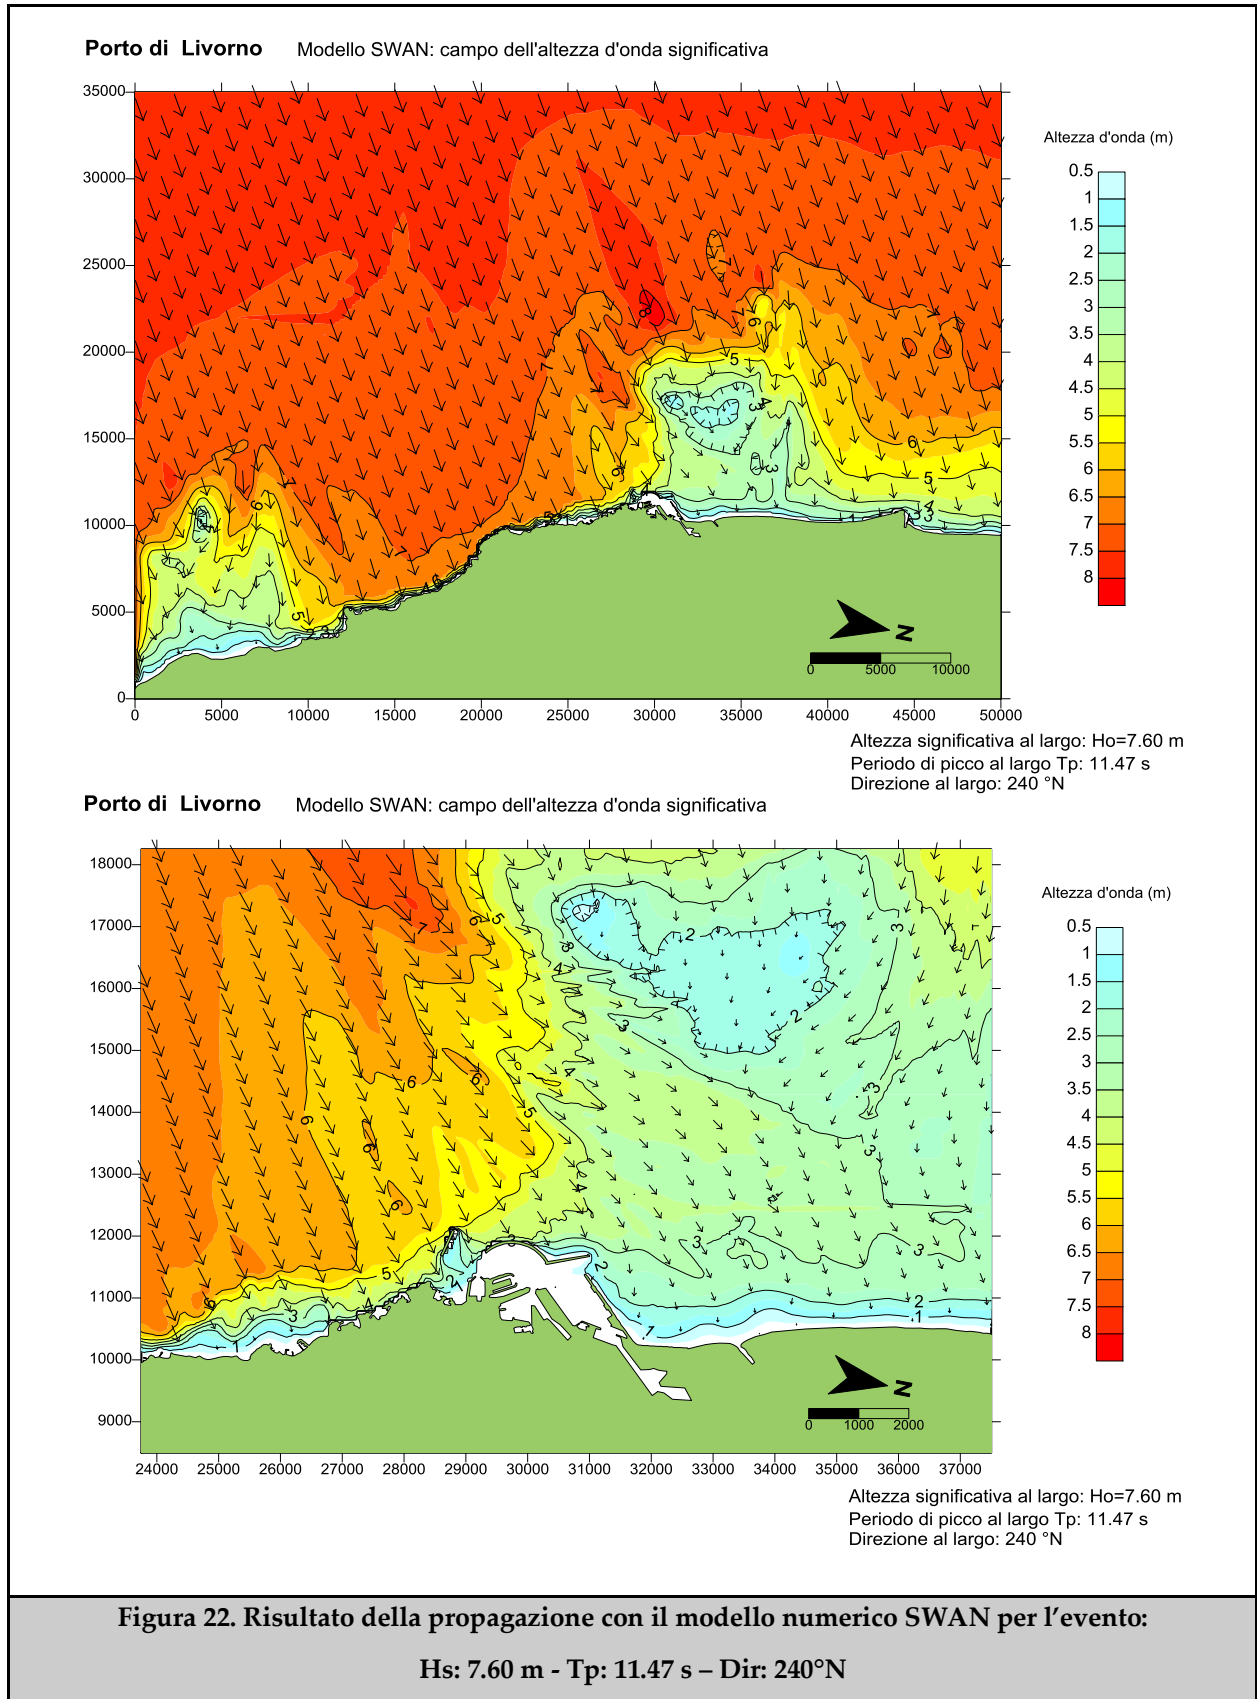 Porto di Livorno Modello SWAN: campo dell'altezza d'onda significativa
35000
30000
25000
20000
15000
10000
5000
0
0 5000 10000 15000 20000 25000 30000 35000 40000 45000 50000
Altezza d'onda (m)
0.5
1
1.5
2
2.5
3
3.5
4
4.5
5
5.5
6
6.5
7
7.5
8
N
0 5000 10000
Altezza significativa al largo: Ho=7.60 m
Periodo di picco al largo Tp: 11.47 s
Direzione al largo: 240 °N
Porto di Livorno Modello SWAN: campo dell'altezza d'onda significativa
18000
17000
16000
15000
14000
13000
12000
11000
10000
9000
24000 25000 26000 27000 28000 29000 30000 31000 32000 33000 34000 35000 36000 37000
Altezza d'onda (m)
0.5
1
1.5
2
2.5
3
3.5
4
4.5
5
5.5
6
6.5
7
7.5
8
N
0 1000 2000
Altezza significativa al largo: Ho=7.60 m
Periodo di picco al largo Tp: 11.47 s
Direzione al largo: 240 °N
Figura 22. Risultato della propagazione con il modello numerico SWAN per l'evento:
Hs: 7.60 m - Tp: 11.47 s – Dir: 240°N